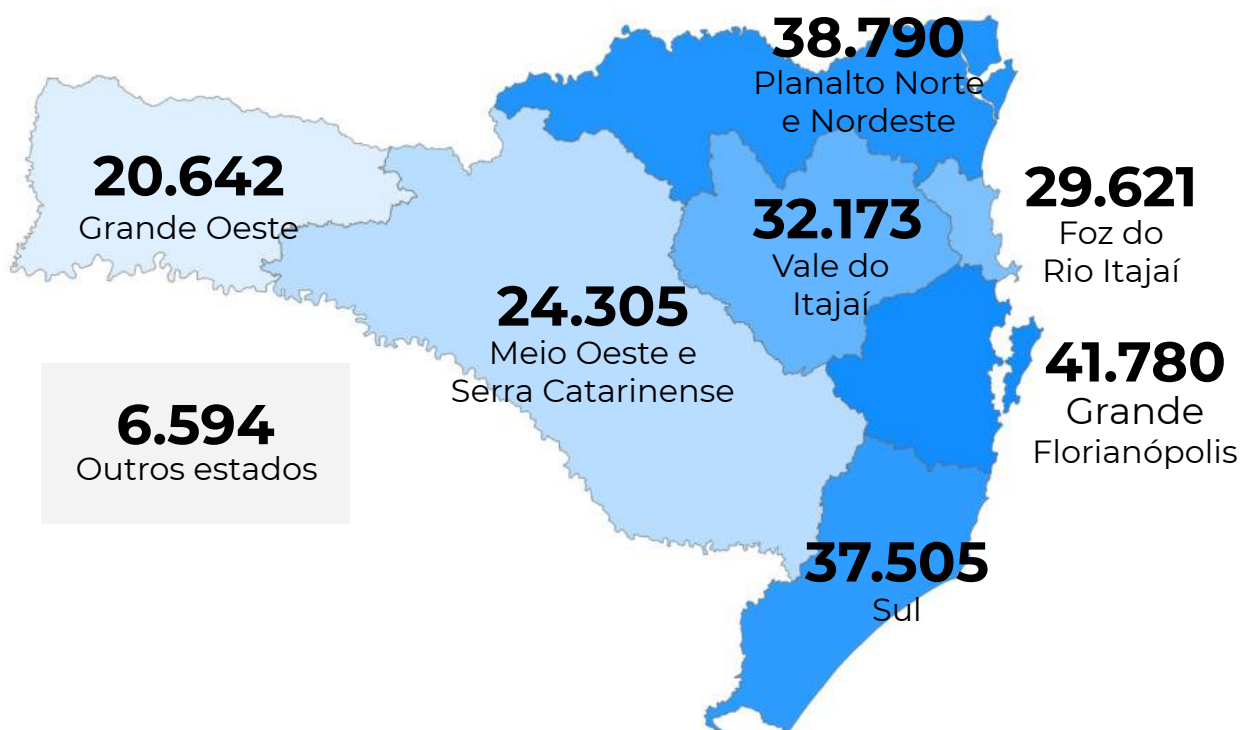 38.790
Planalto Norte
e Nordeste
20.642
Grande Oeste
32.173
Vale do
Itajaí
29.621
Foz do
Rio Itajaí
24.305
Meio Oeste e
Serra Catarinense
41.780
Grande
Florianópolis
6.594
Outros estados
37.505
Sul